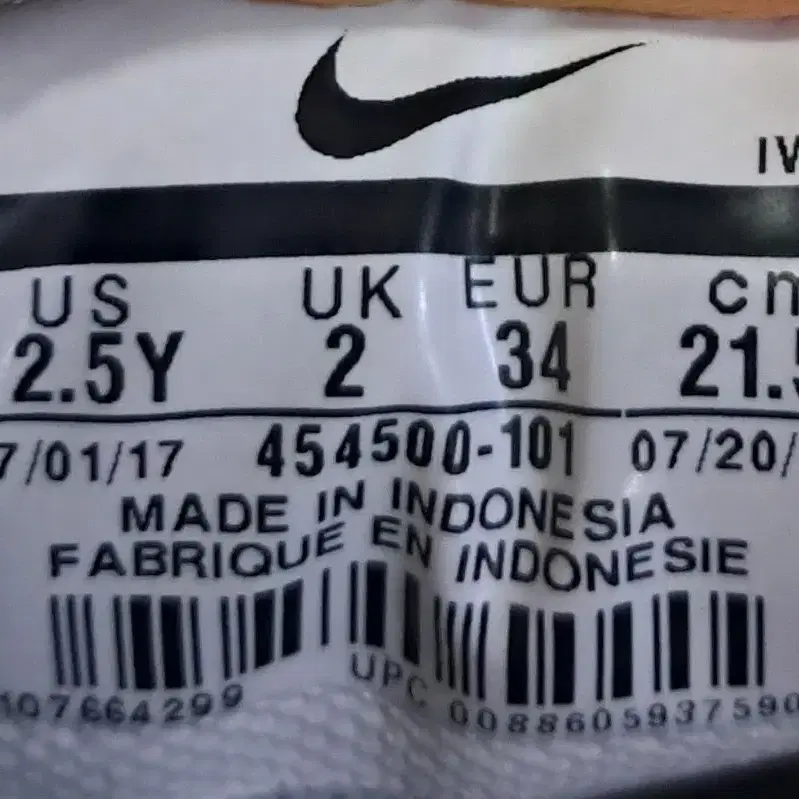 IV
US UK EUR cm
2.5Y 2 34 21.5
7/01/17 454500-101 07/20/
MADE IN INDONESIA
FABRIQUE EN INDONESIE
107664299 UPC 0088605937590